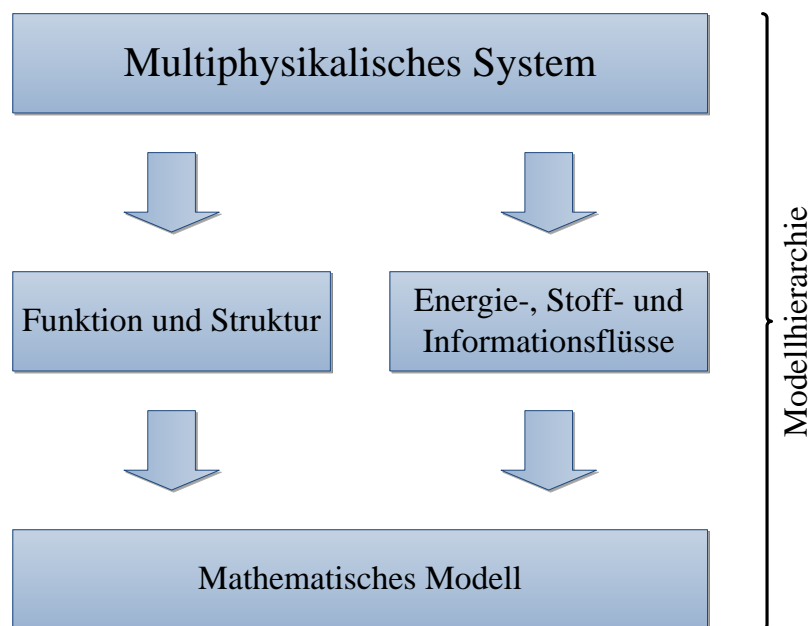 Multiphysikalisches System
Funktion und Struktur
Energie-, Stoff- und
Informationsflüsse
Mathematisches Modell
Modellhierarchie